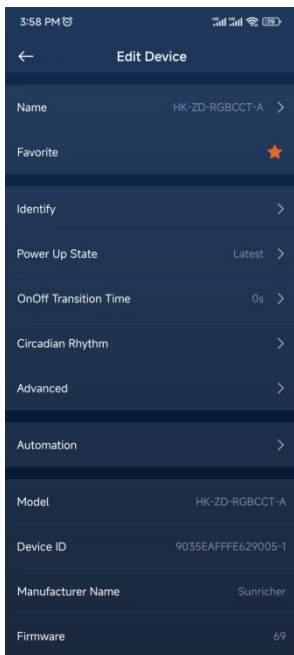 3:58 PM
79
Edit Device
Name HK-ZD-RGBCCT-A
Favorite
Identify
Power Up State Latest
OnOff Transition Time 0s
Circadian Rhythm
Advanced
Automation
Model HK-ZD-RGBCCT-A
Device ID 9035EAFFFE629005-1
Manufacturer Name Sunricher
Firmware 69